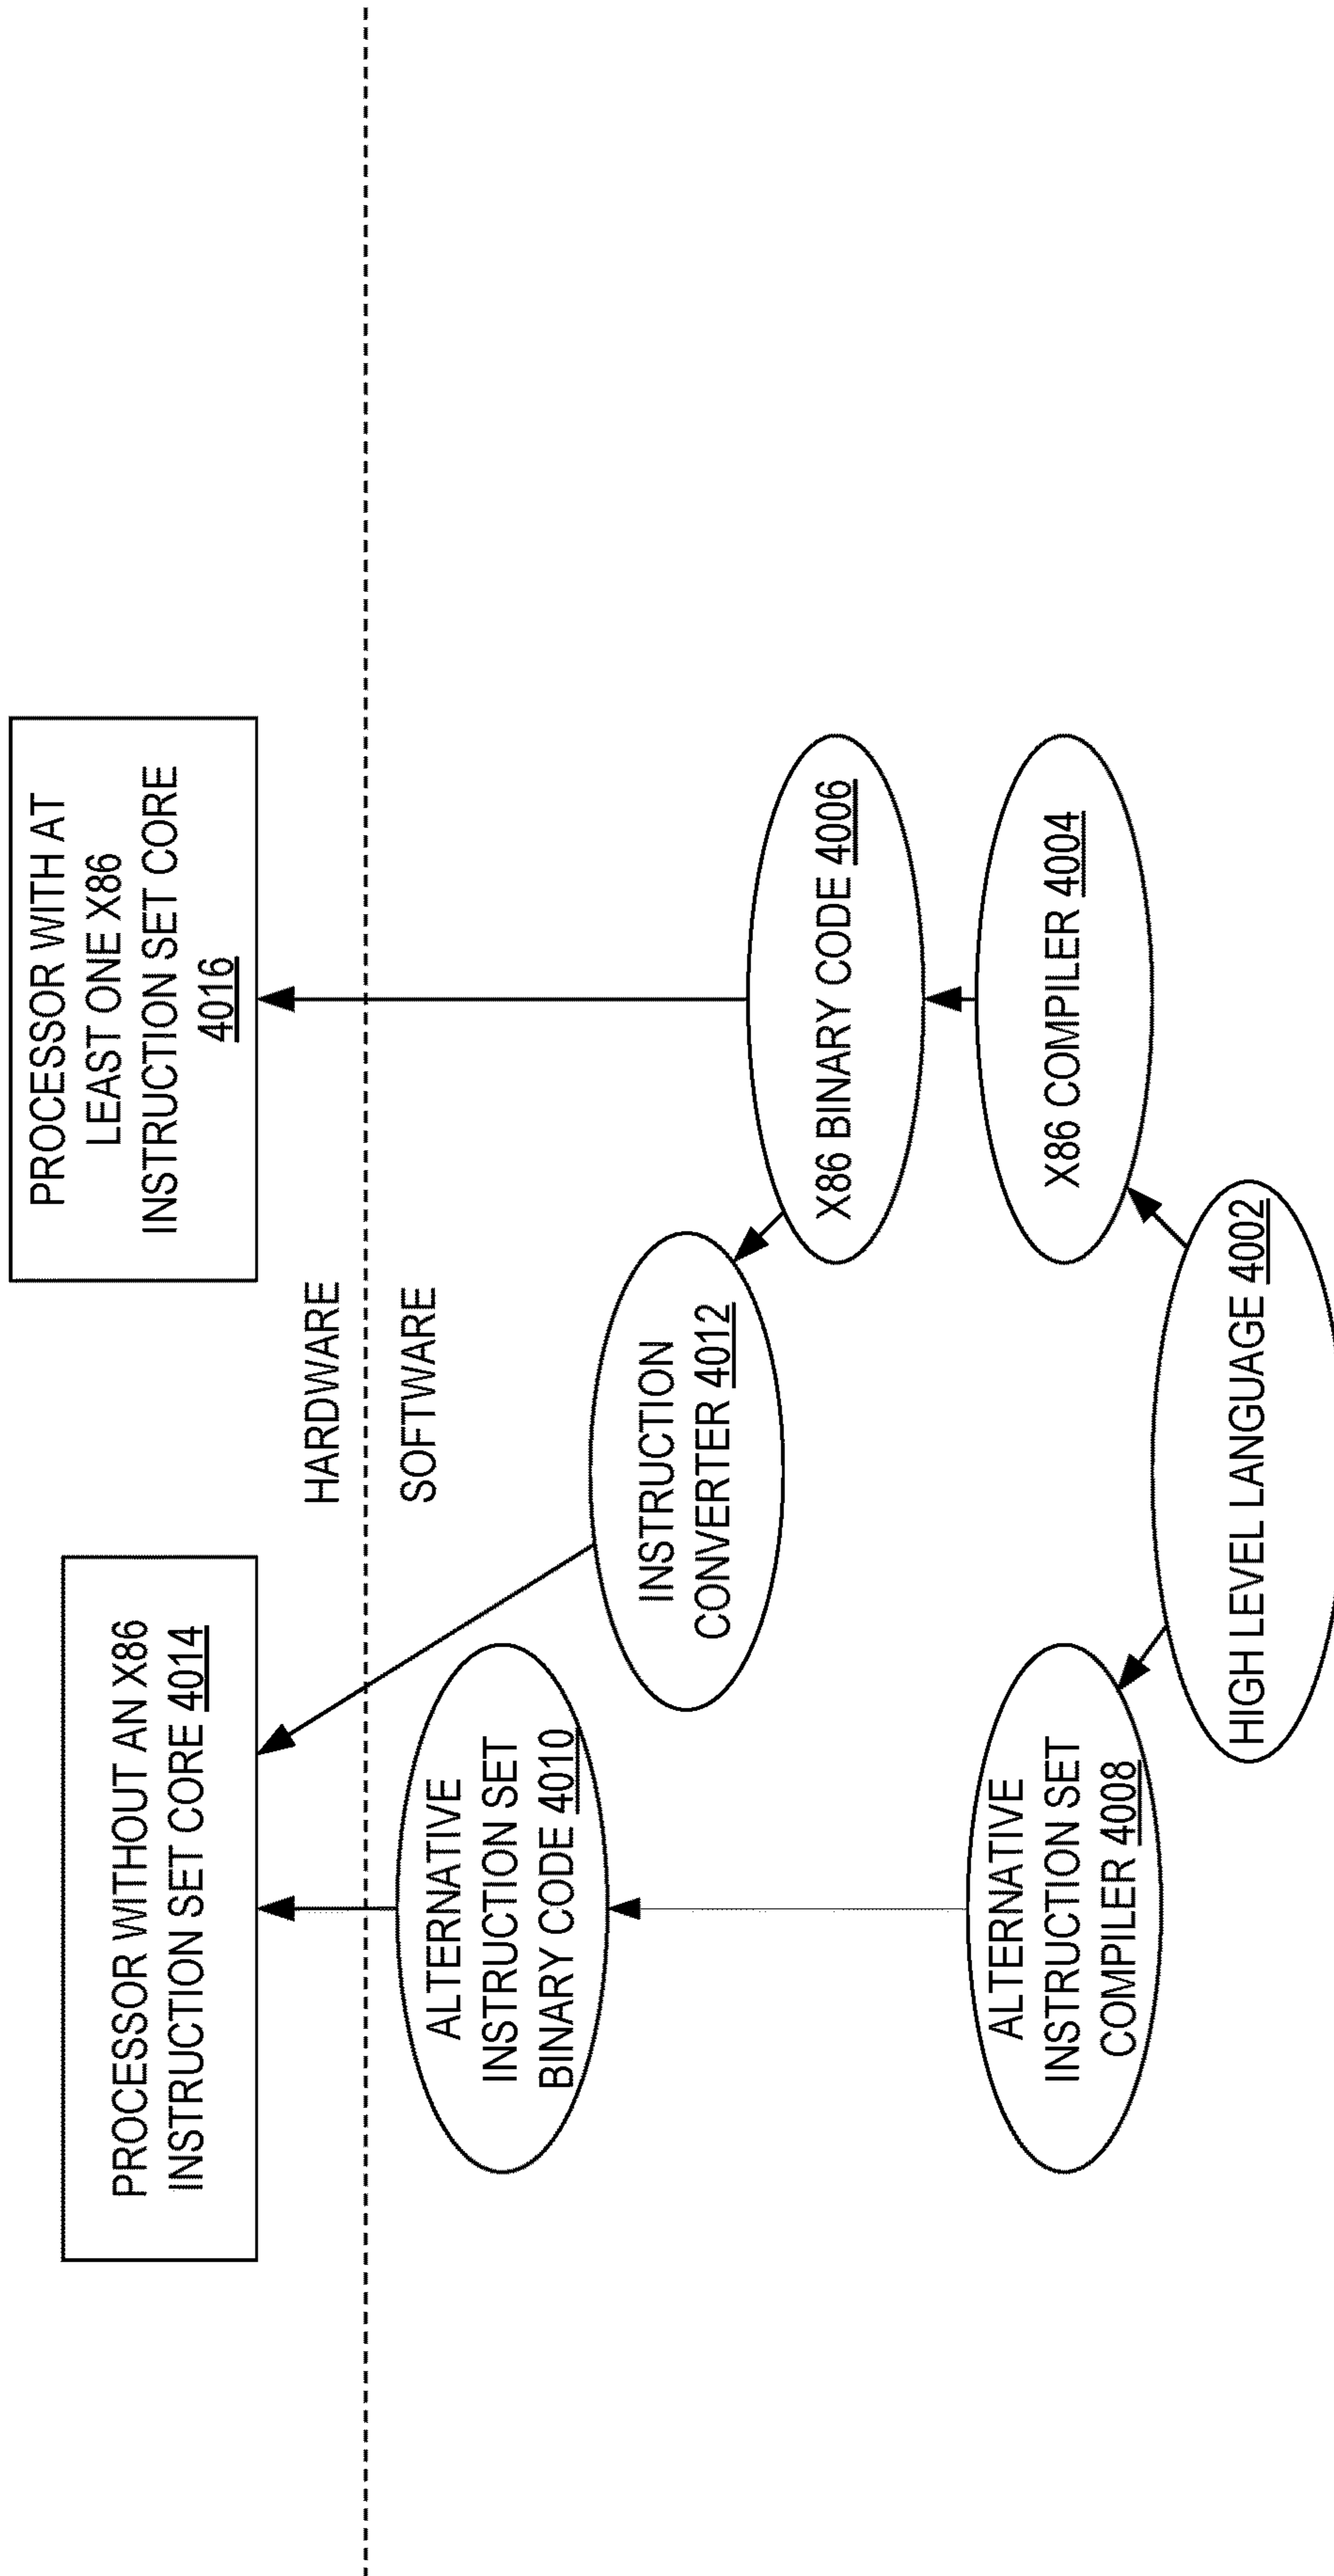 PROCESSOR WITHOUT AN X86
INSTRUCTION SET CORE 4014
PROCESSOR WITH AT
LEAST ONE X86
INSTRUCTION SET CORE
4016
HARDWARE
SOFTWARE
ALTERNATIVE
INSTRUCTION SET
BINARY CODE 4010
INSTRUCTION
CONVERTER 4012
X86 BINARY CODE 4006
ALTERNATIVE
INSTRUCTION SET
COMPILER 4008
X86 COMPILER 4004
HIGH LEVEL LANGUAGE 4002